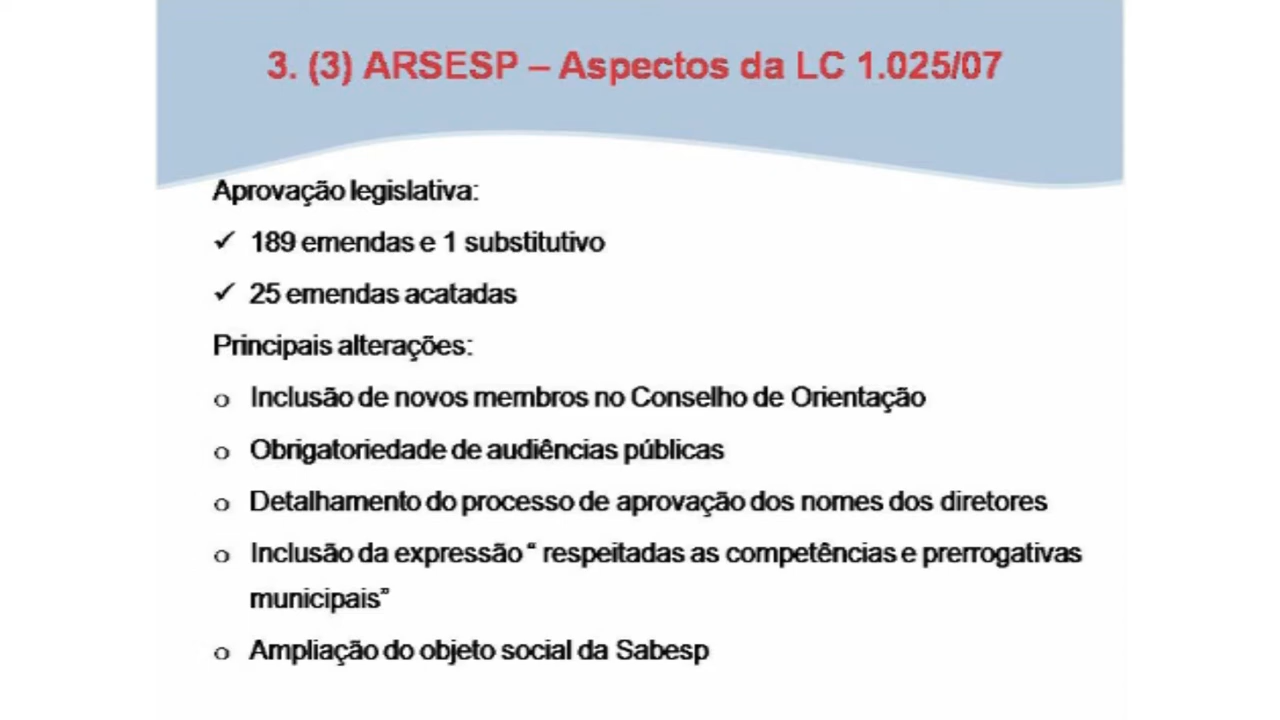 3. (3) ARSESP – Aspectos da LC 1.025/07
Aprovação legislativa:
✓ 189 emendas e 1 substitutivo
✓ 25 emendas acatadas
Principais alterações:
o Inclusão de novos membros no Conselho de Orientação
o Obrigatoriedade de audiências públicas
o Detalhamento do processo de aprovação dos nomes dos diretores
o Inclusão da expressão “ respeitadas as competências e prerrogativas
municipais”
o Ampliação do objeto social da Sabesp